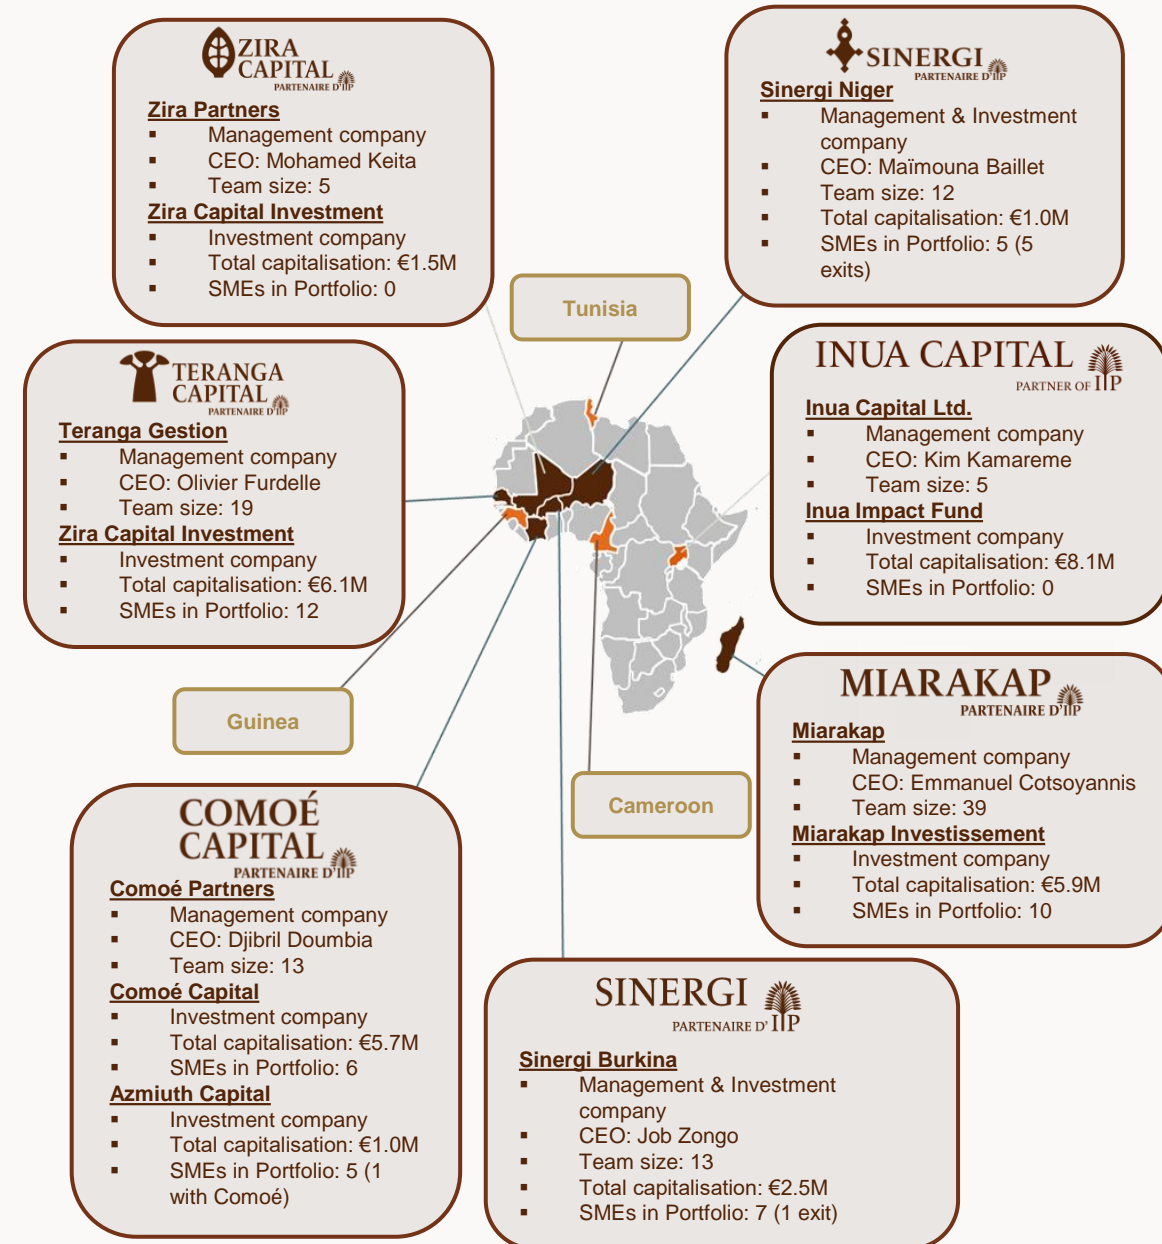 ZIRA
CAPITAL
PARTENAIRE D'IIP
Zira Partners
▪ Management company
▪ CEO: Mohamed Keita
▪ Team size: 5
Zira Capital Investment
▪ Investment company
▪ Total capitalisation: €1.5M
▪ SMEs in Portfolio: 0
SINERGI
PARTENAIRE D'IIP
Sinergi Niger
▪ Management & Investment
company
▪ CEO: Maïmouna Baillet
▪ Team size: 12
▪ Total capitalisation: €1.0M
▪ SMEs in Portfolio: 5 (5
exits)
Tunisia
TERANGA
CAPITAL
PARTENAIRE D'IIP
Teranga Gestion
▪ Management company
▪ CEO: Olivier Furdelle
▪ Team size: 19
Zira Capital Investment
▪ Investment company
▪ Total capitalisation: €6.1M
▪ SMEs in Portfolio: 12
INUA CAPITAL
PARTNER OF IIP
Inua Capital Ltd.
▪ Management company
▪ CEO: Kim Kamareme
▪ Team size: 5
Inua Impact Fund
▪ Investment company
▪ Total capitalisation: €8.1M
▪ SMEs in Portfolio: 0
Guinea
Cameroon
MIARAKAP
PARTENAIRE D'IIP
Miarakap
▪ Management company
▪ CEO: Emmanuel Cotsoyannis
▪ Team size: 39
Miarakap Investissement
▪ Investment company
▪ Total capitalisation: €5.9M
▪ SMEs in Portfolio: 10
COMOÉ
CAPITAL
PARTENAIRE D'IIP
Comoé Partners
▪ Management company
▪ CEO: Djibril Doumbia
▪ Team size: 13
Comoé Capital
▪ Investment company
▪ Total capitalisation: €5.7M
▪ SMEs in Portfolio: 6
Azmiuth Capital
▪ Investment company
▪ Total capitalisation: €1.0M
▪ SMEs in Portfolio: 5 (1
with Comoé)
SINERGI
PARTENAIRE D' IIP
Sinergi Burkina
▪ Management & Investment
company
▪ CEO: Job Zongo
▪ Team size: 13
▪ Total capitalisation: €2.5M
▪ SMEs in Portfolio: 7 (1 exit)